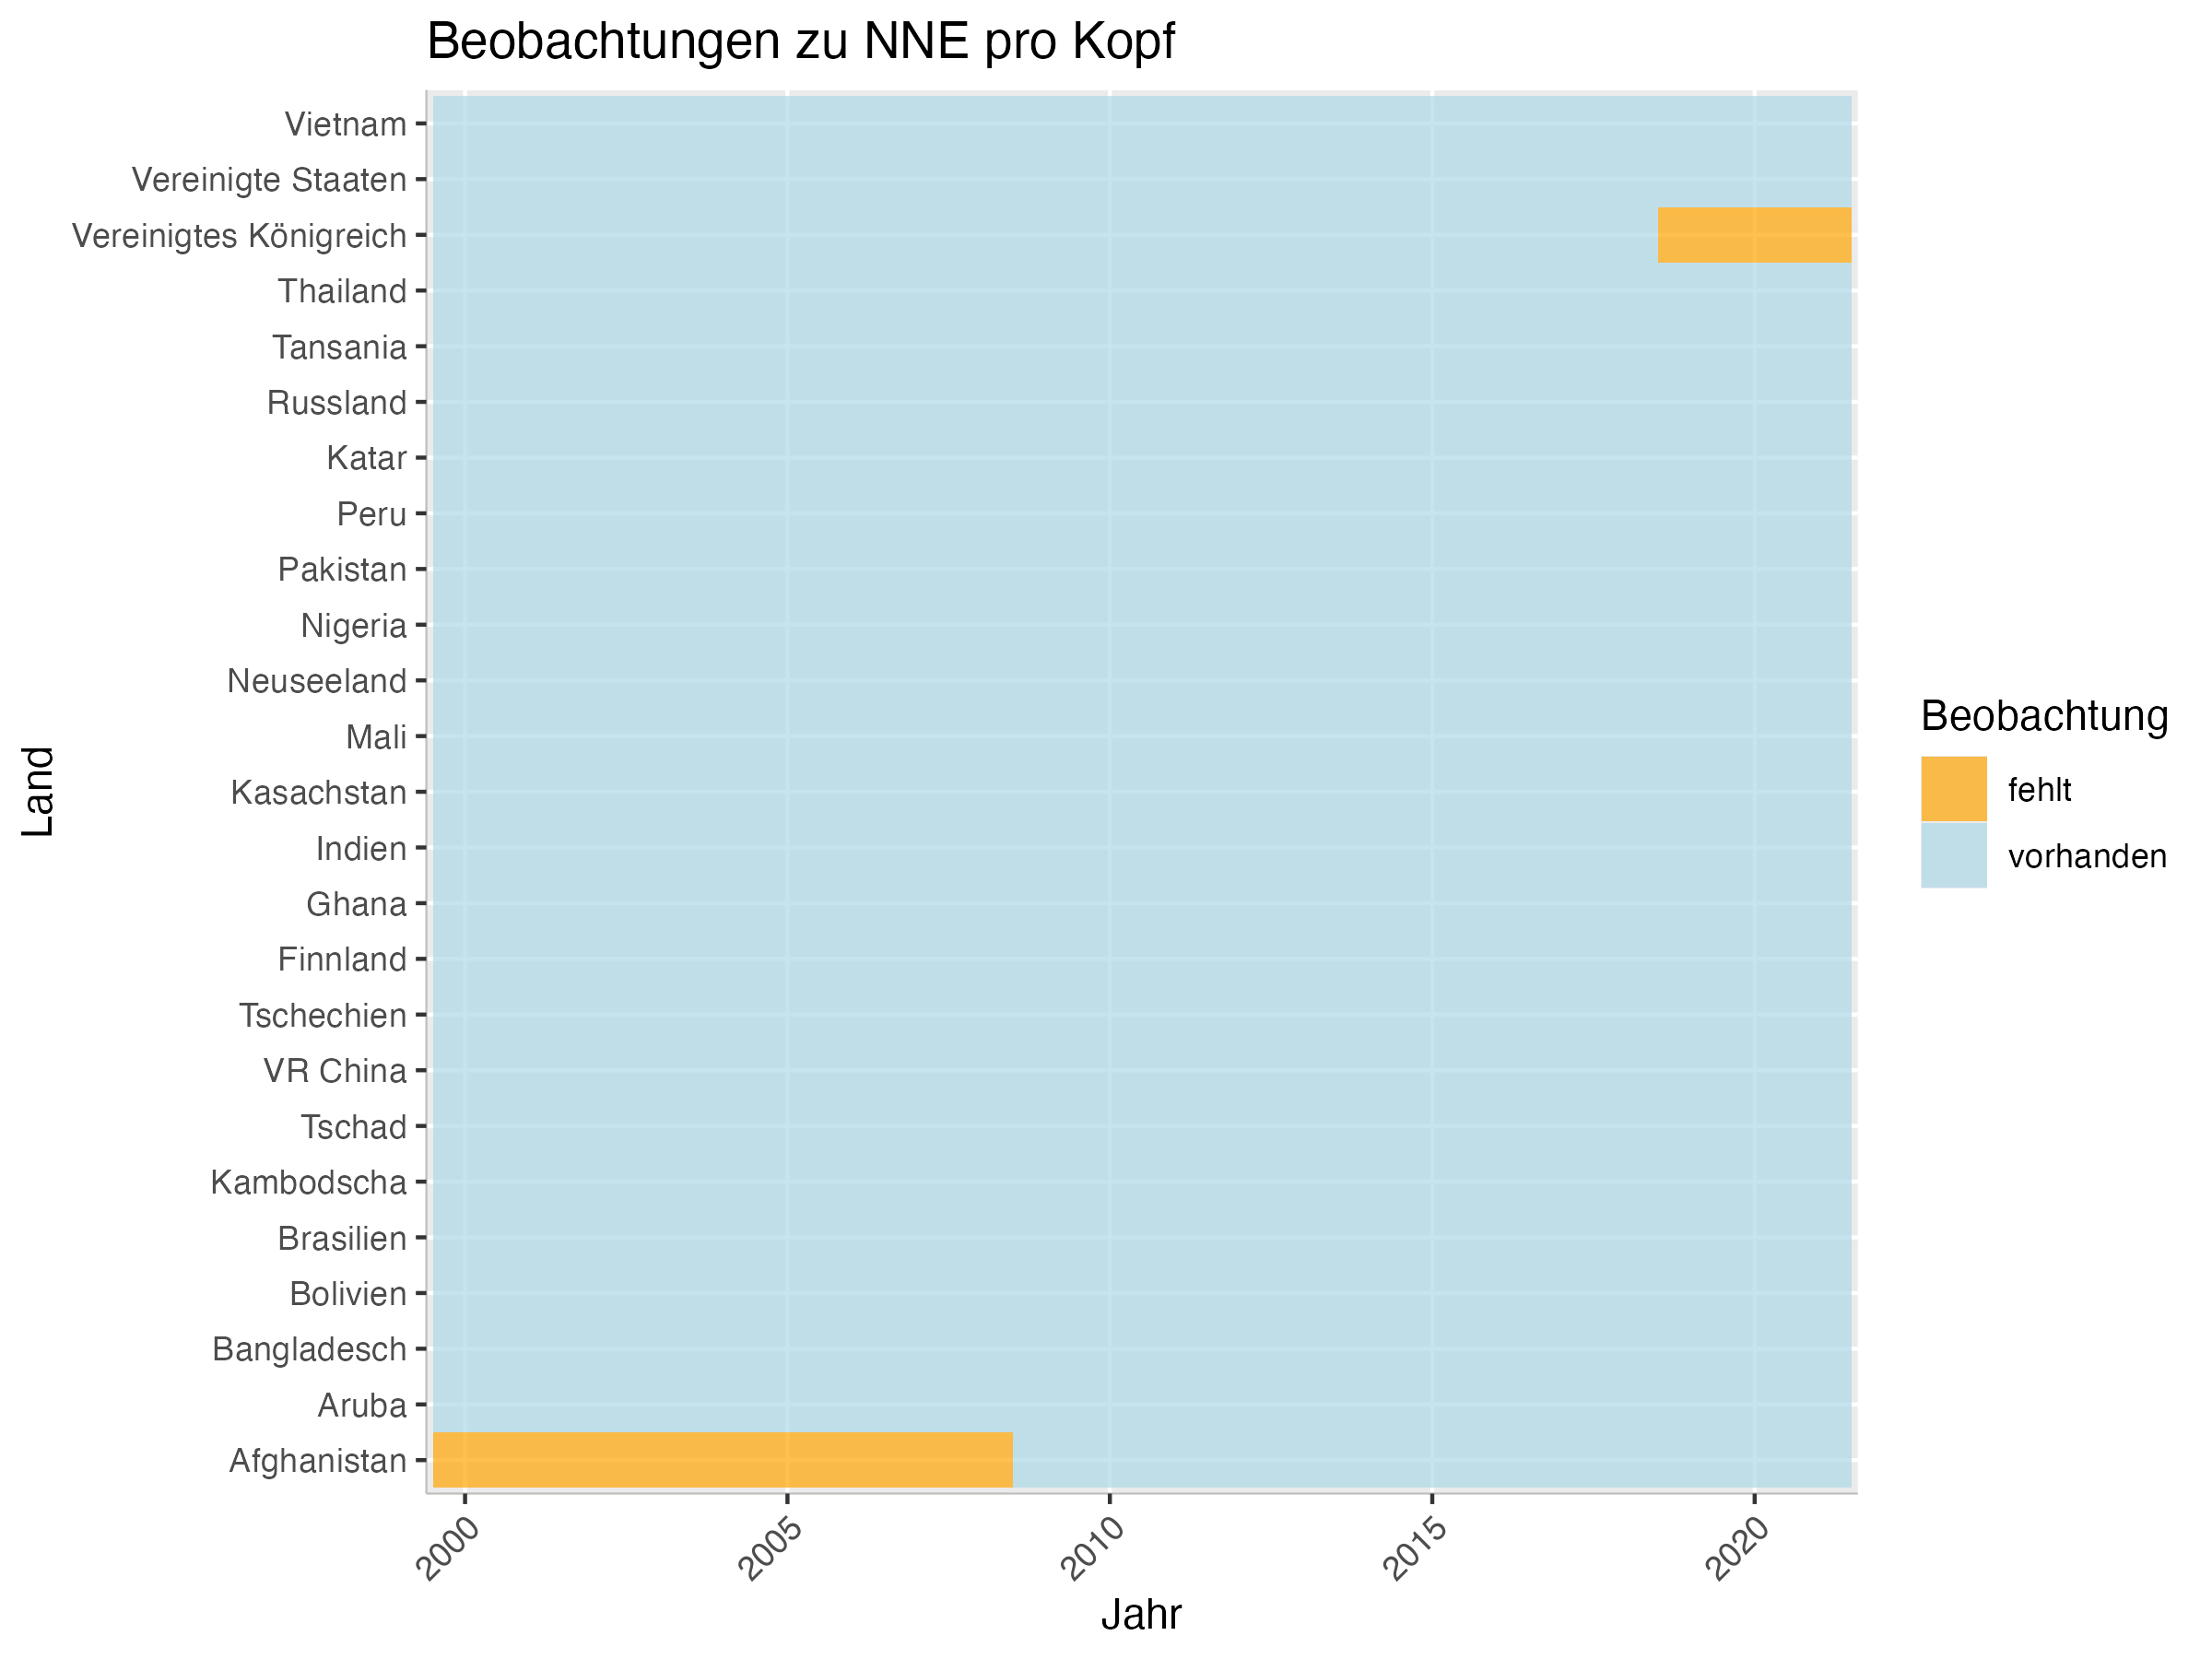 Beobachtungen zu NNE pro Kopf
Land
Vietnam
Vereinigte Staaten
Vereinigtes Königreich
Thailand
Tansania
Russland
Katar
Peru
Pakistan
Nigeria
Neuseeland
Mali
Kasachstan
Indien
Ghana
Finnland
Tschechien
VR China
Tschad
Kambodscha
Brasilien
Bolivien
Bangladesch
Aruba
Afghanistan
2000
2005
2010
2015
2020
Jahr
Beobachtung
fehlt
vorhanden